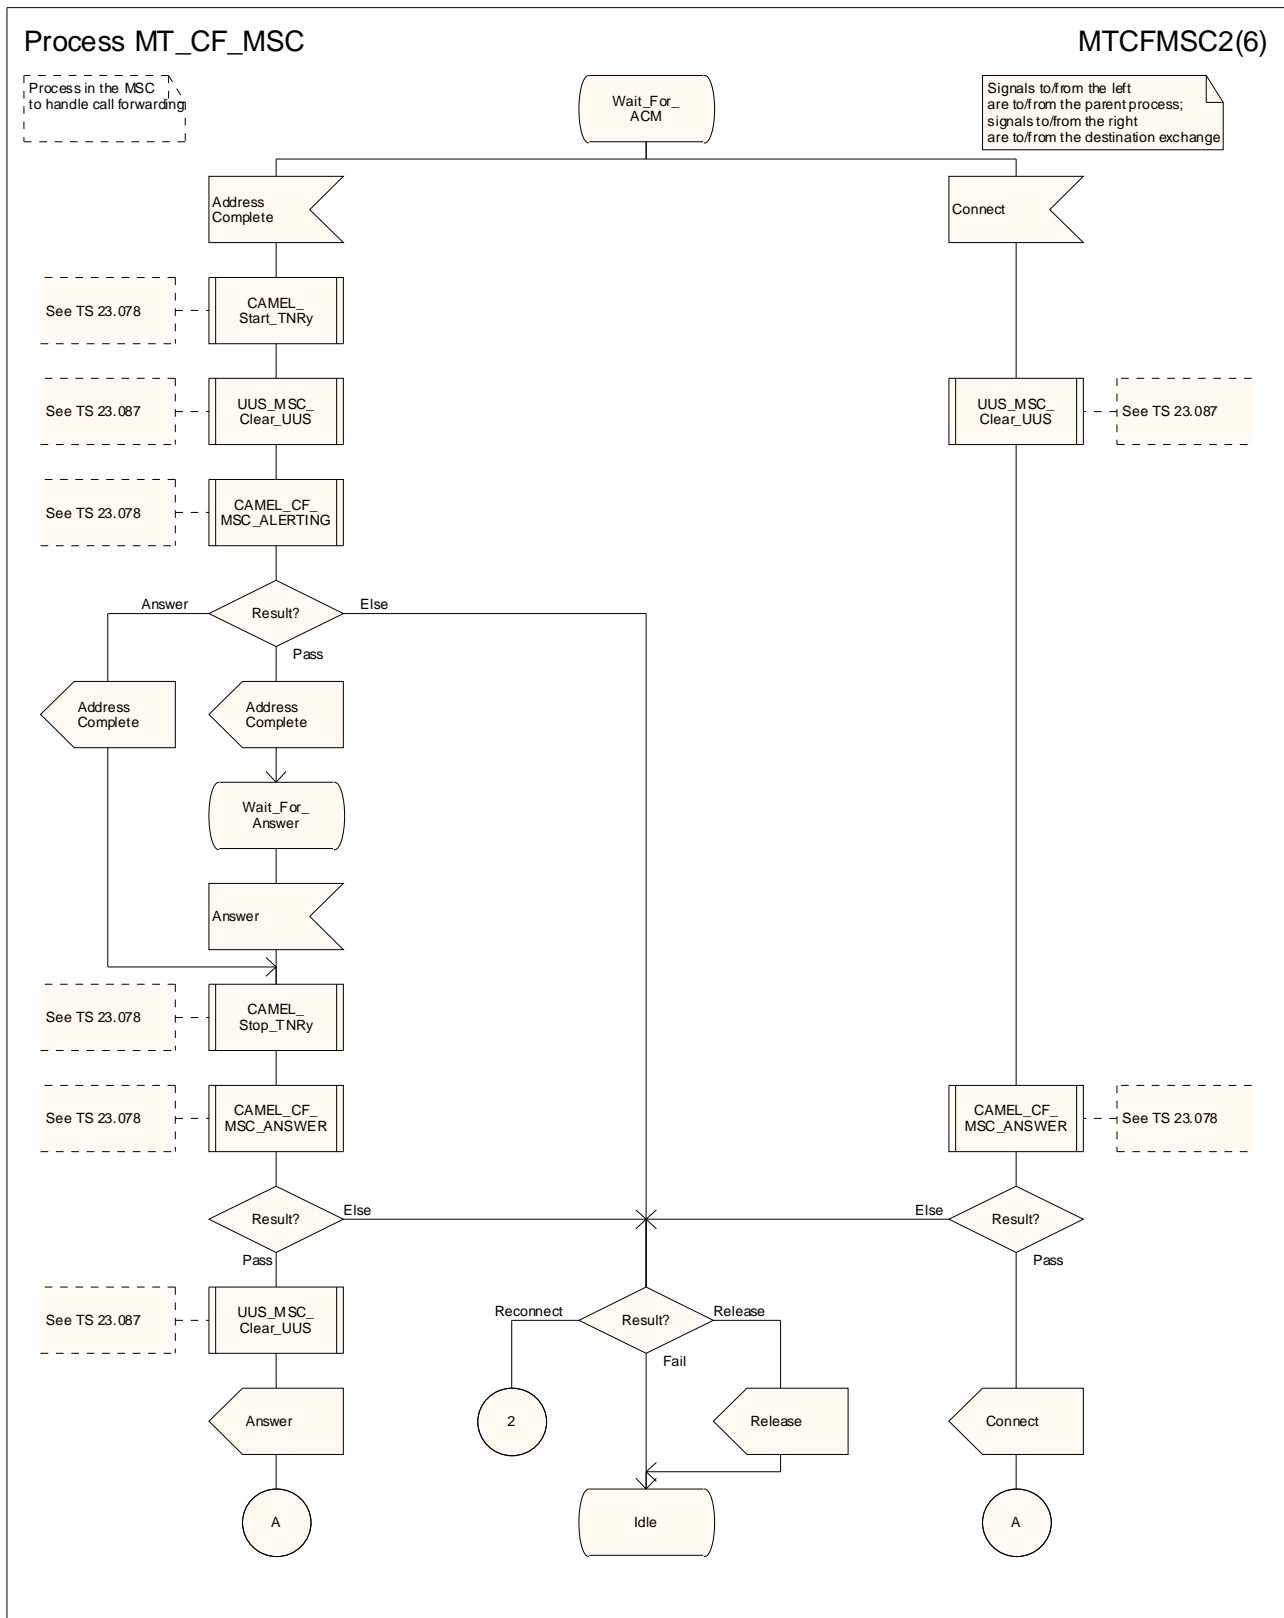 Process MT_CF_MSC
MTCFMSC2(6)
Process in the MSC
to handle call forwarding
Wait_For_
ACM
Signals to/from the left
are to/from the parent process;
signals to/from the right
are to/from the destination exchange
Address
Complete
Connect
See TS 23.078
CAMEL_
Start_TNRy
See TS 23.087
UUS_MSC_
Clear_UUS
UUS_MSC_
Clear_UUS
See TS 23.087
See TS 23.078
CAMEL_CF_
MSC_ALERTING
Answer
Result?
Else
Pass
Address
Complete
Address
Complete
Wait_For_
Answer
Answer
See TS 23.078
CAMEL_
Stop_TNRy
See TS 23.078
CAMEL_CF_
MSC_ANSWER
CAMEL_CF_
MSC_ANSWER
See TS 23.078
Result?
Else
Else
Result?
Pass
Pass
See TS 23.087
UUS_MSC_
Clear_UUS
Reconnect
Result?
Release
Fail
Answer
2
Release
Connect
A
Idle
A